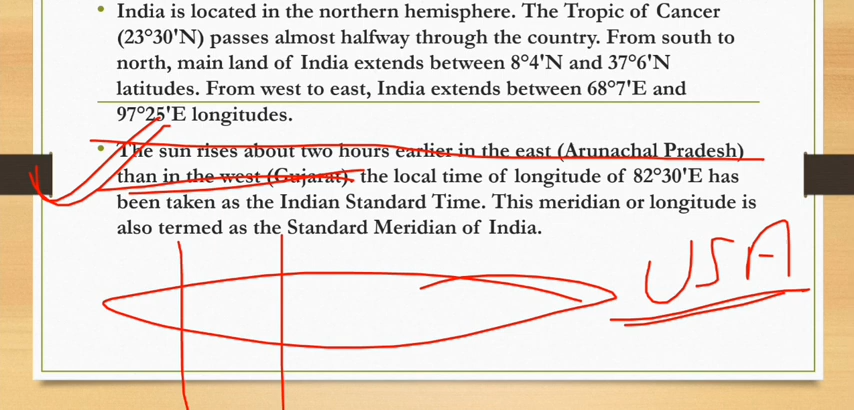 • India is located in the northern hemisphere. The Tropic of Cancer
(23°30'N) passes almost halfway through the country. From south to
north, main land of India extends between 8°4'N and 37°6'N
latitudes. From west to east, India extends between 68°7'E and
97°25'E longitudes.
• The sun rises about two hours earlier in the east (Arunachal Pradesh)
than in the west (Gujarat). the local time of longitude of 82°30'E has
been taken as the Indian Standard Time. This meridian or longitude is
also termed as the Standard Meridian of India.
USA